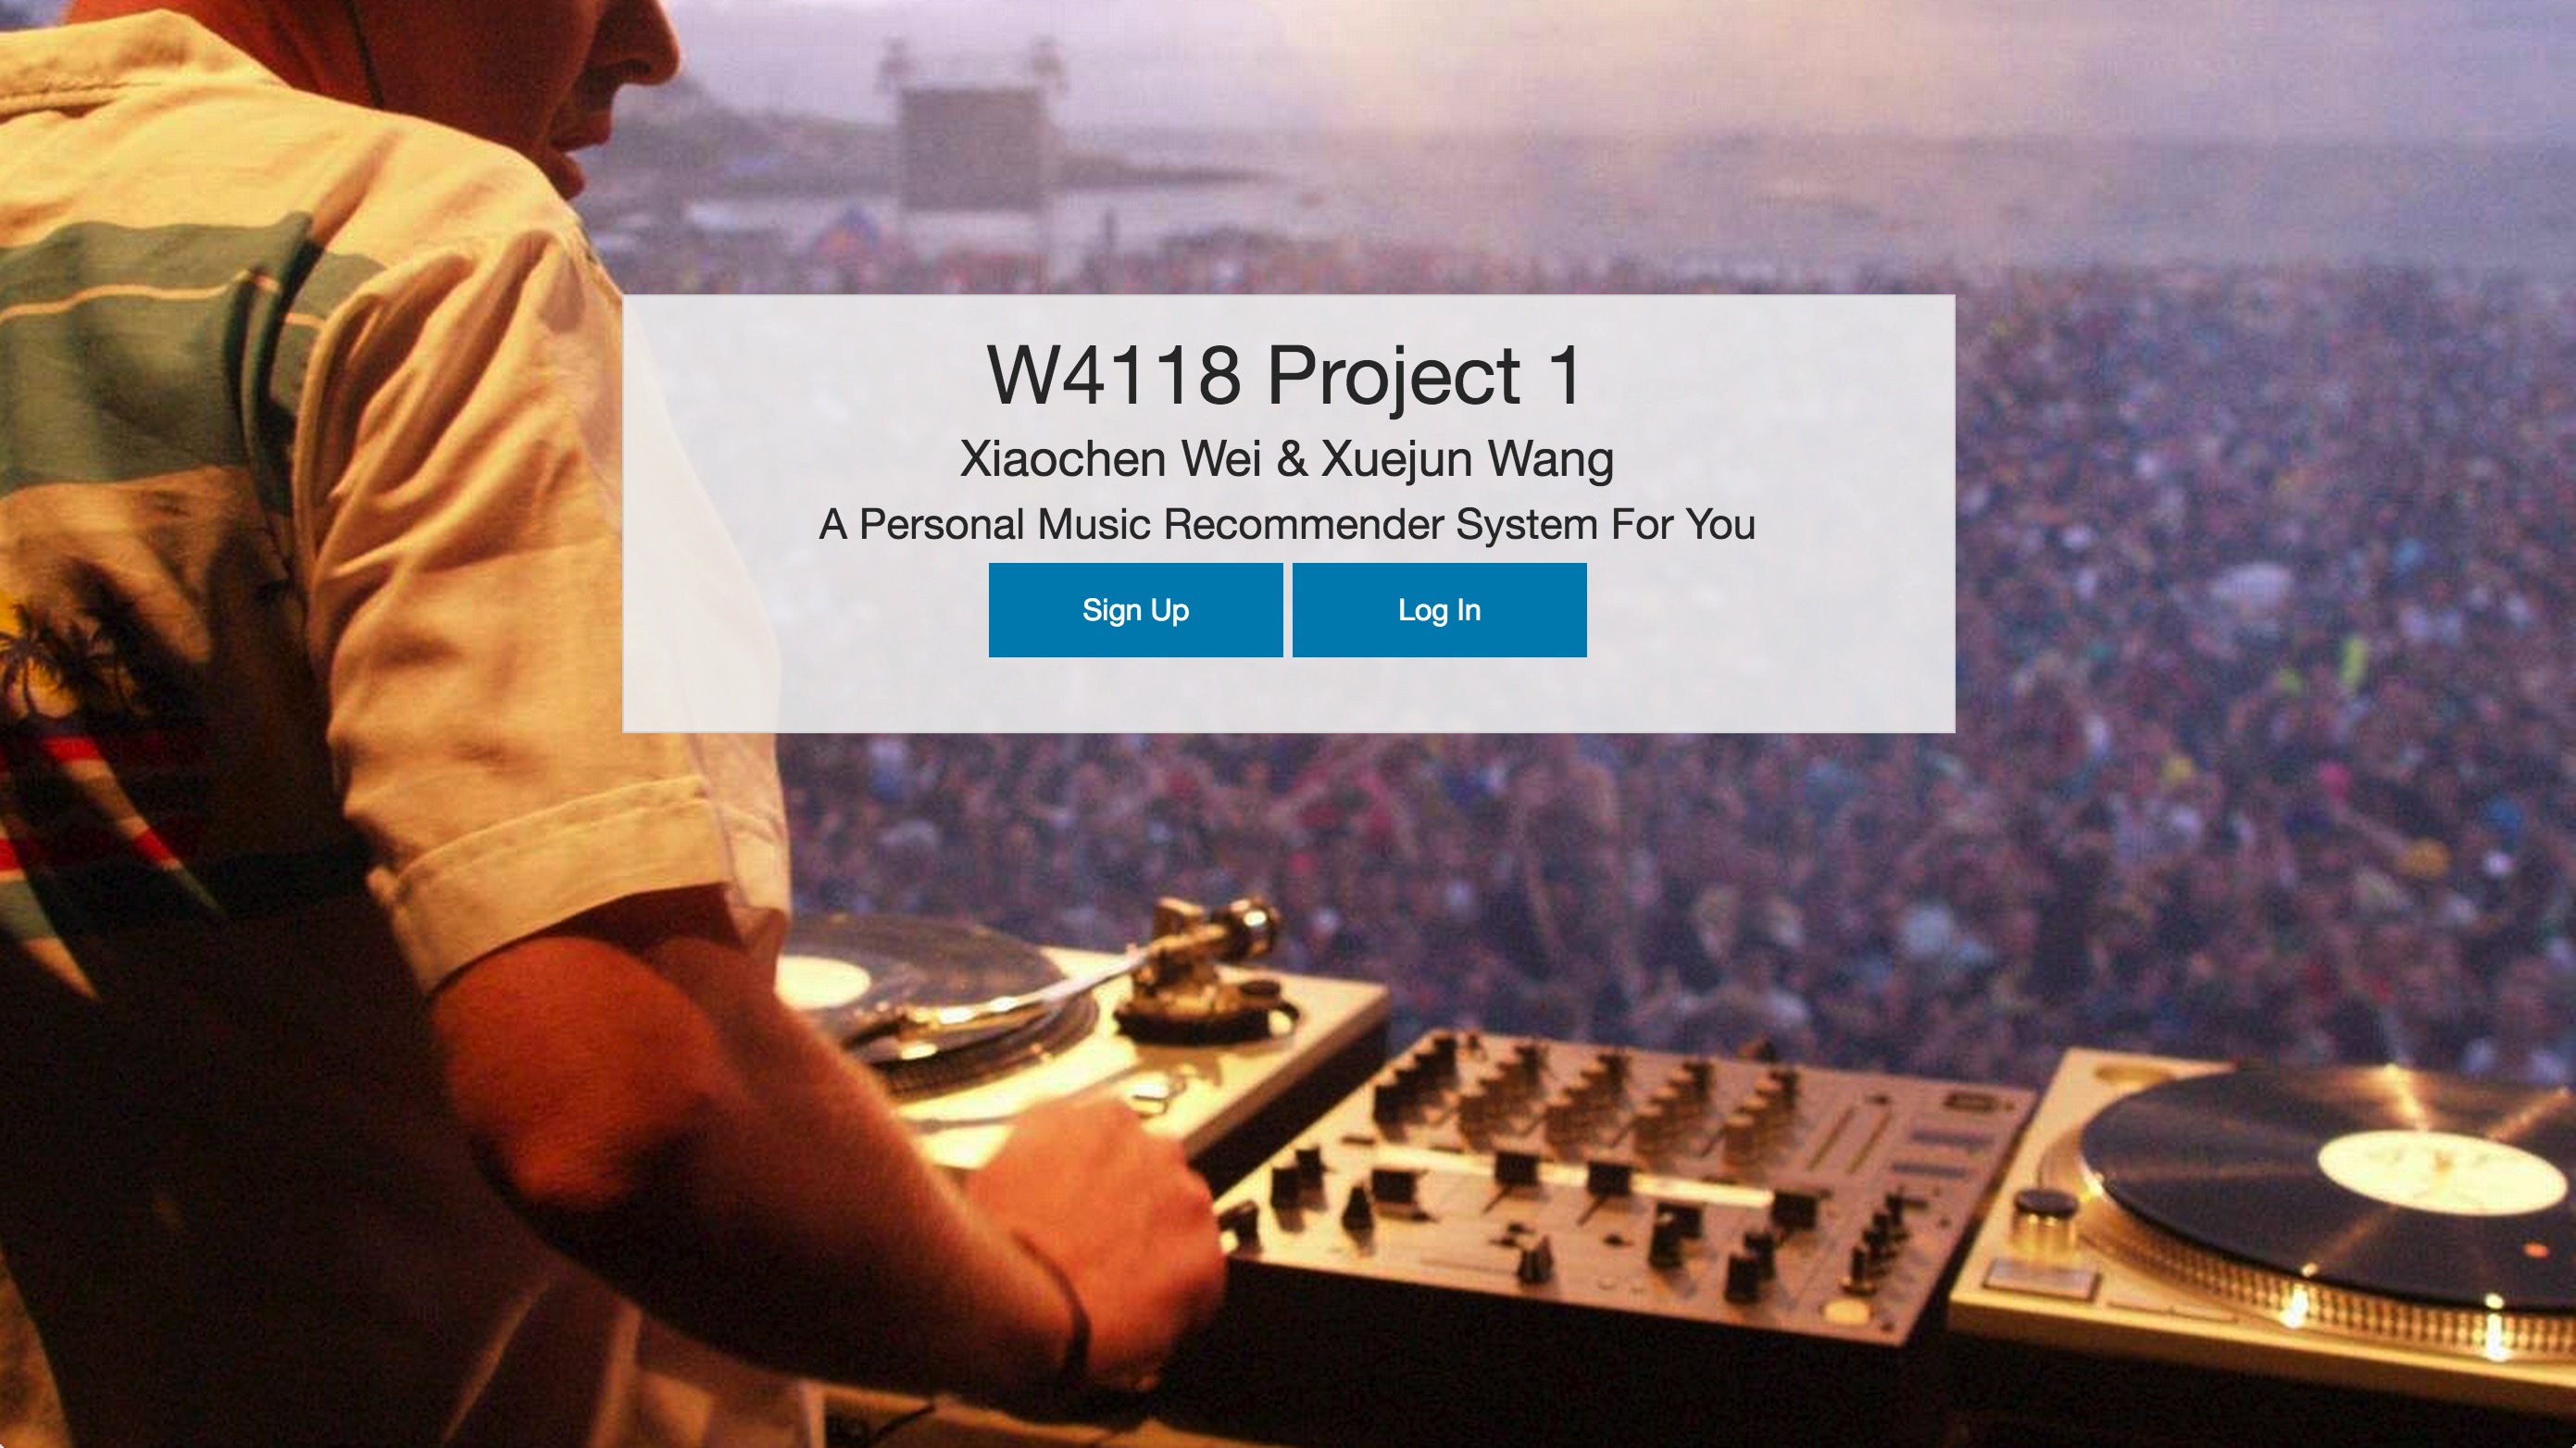 W4118 Project 1
Xiaochen Wei & Xuejun Wang
A Personal Music Recommender System For You
Sign Up
Log In